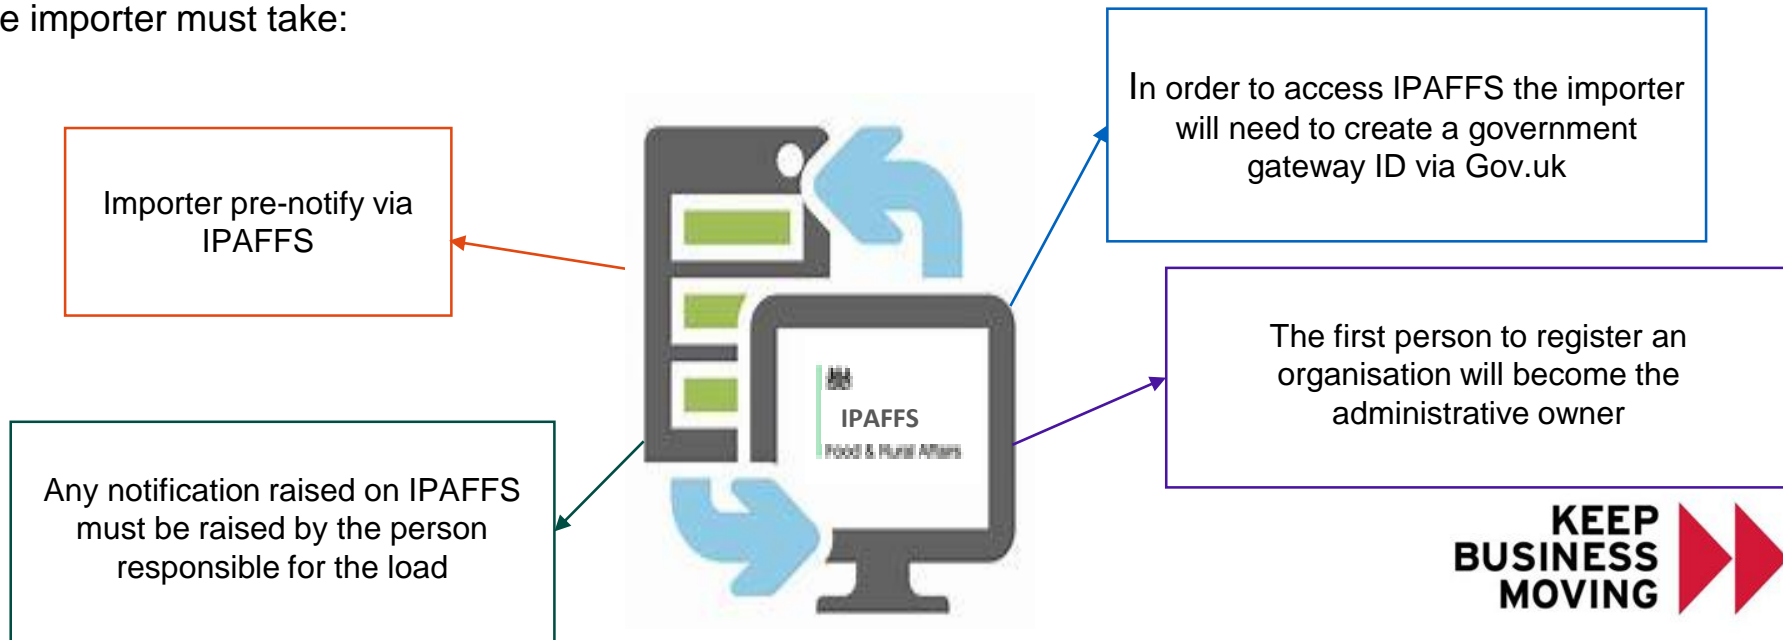 e importer must take:
Importer pre-notify via
IPAFFS
In order to access IPAFFS the importer
will need to create a government
gateway ID via Gov.uk
The first person to register an
organisation will become the
administrative owner
Any notification raised on IPAFFS
must be raised by the person
responsible for the load
IPAFFS
Food & Rural Affairs
KEEP
BUSINESS
MOVING